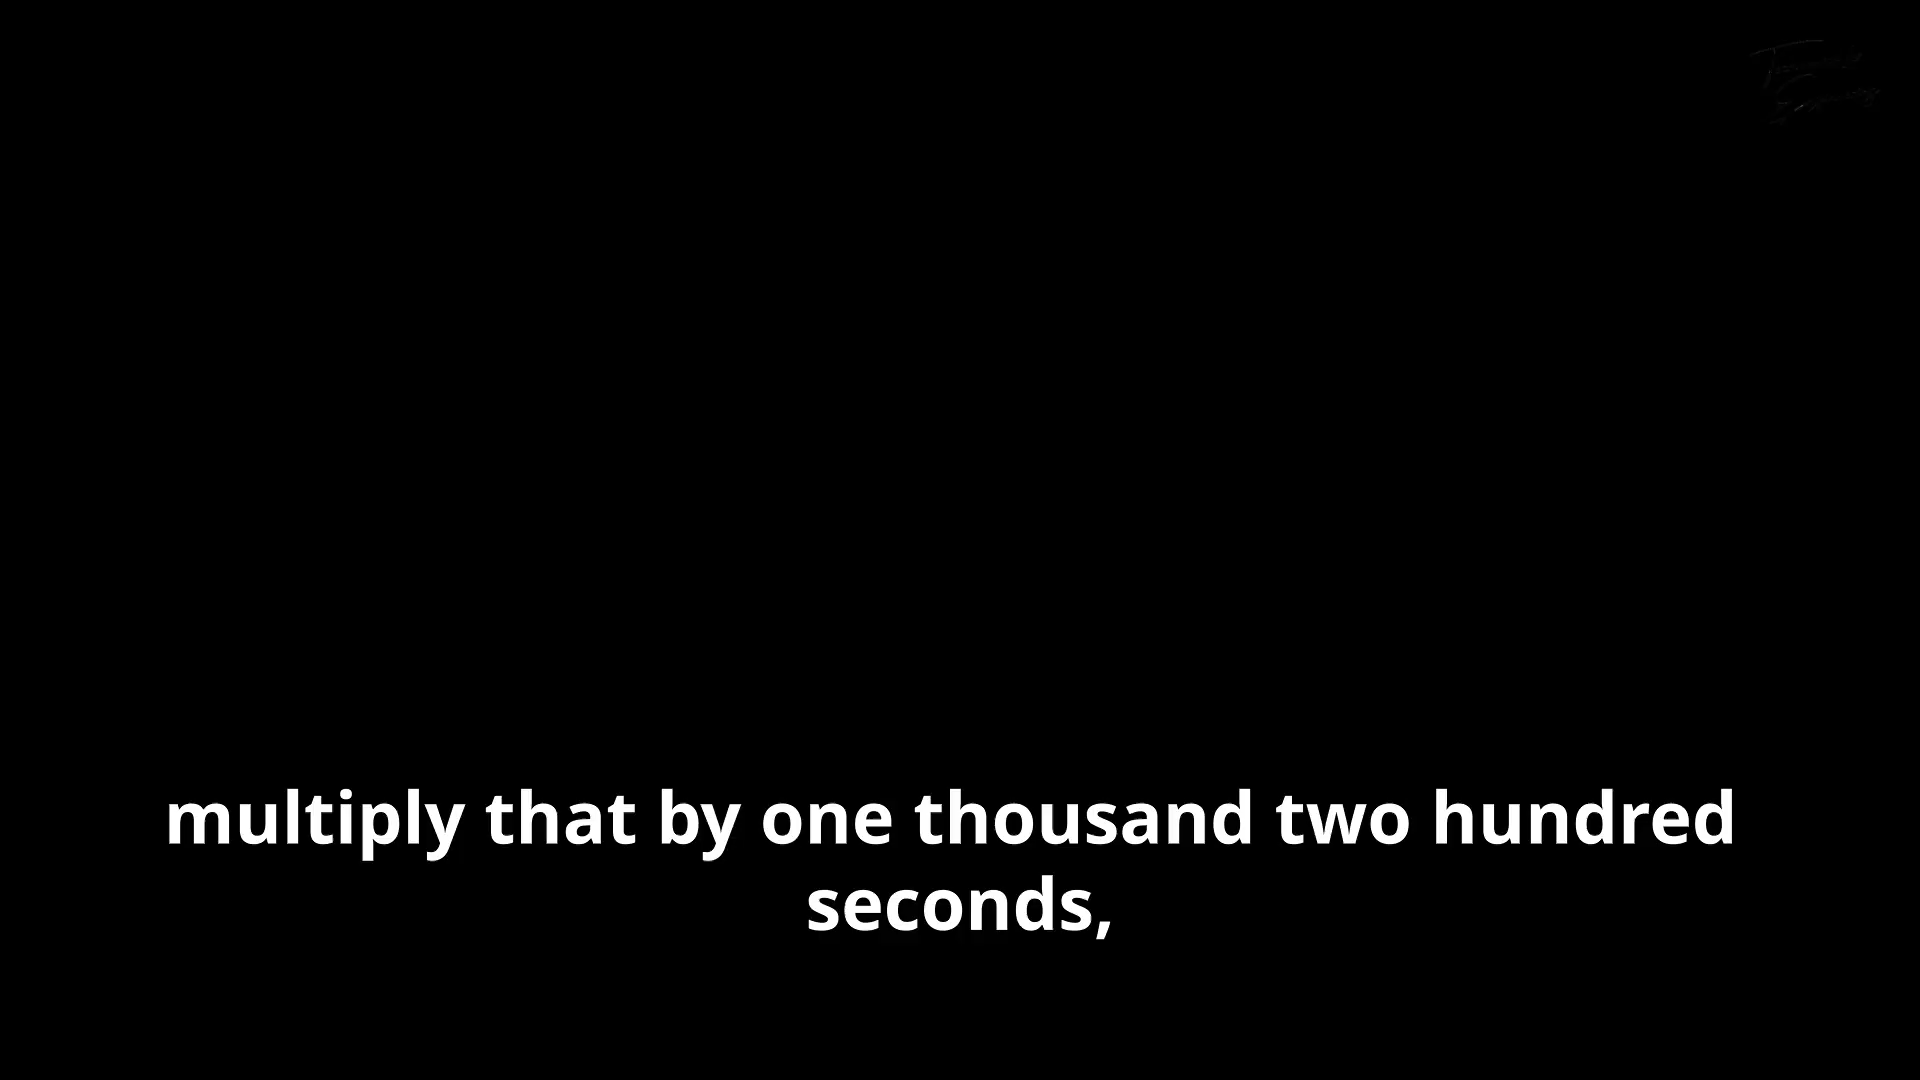 multiply that by one thousand two hundred
seconds,